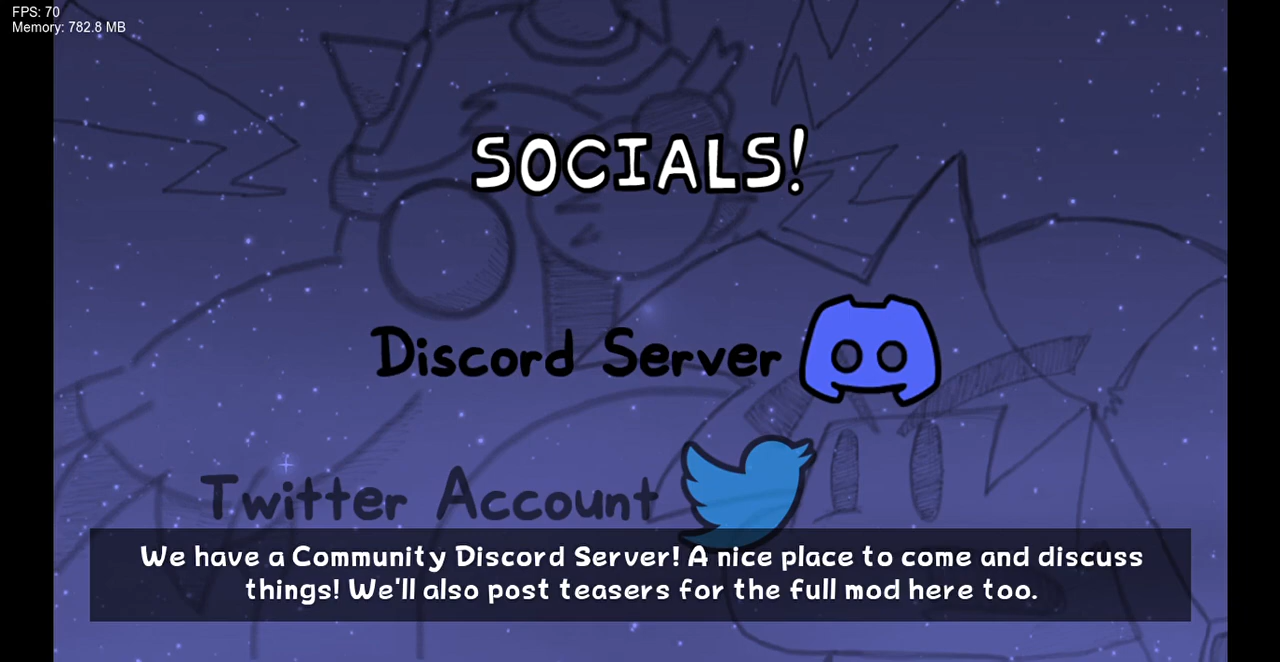 FPS: 70
Memory: 782.8 MB
SOCIALS!
Discord Server
Twitter Account
We have a Community Discord Server! A nice place to come and discuss
things! We'll also post teasers for the full mod here too.